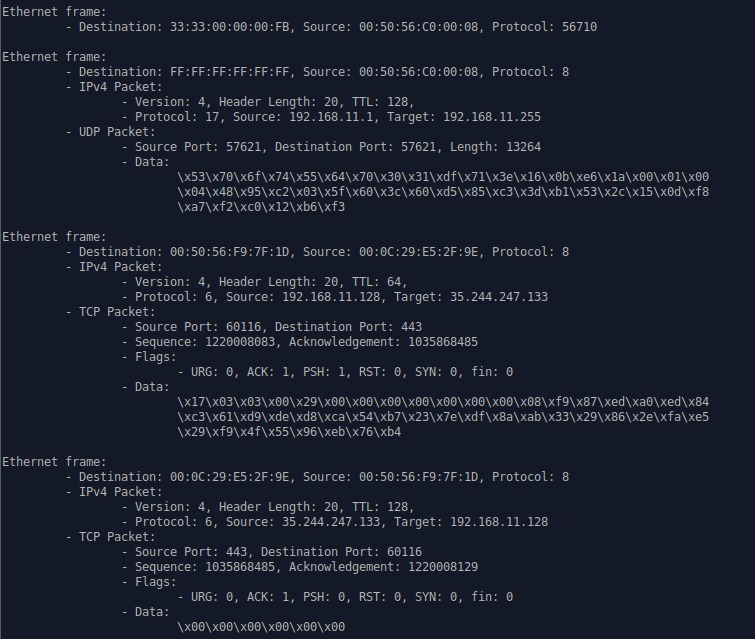 Ethernet frame:
- Destination: 33:33:00:00:00:FB, Source: 00:50:56:C0:00:08, Protocol: 56710
Ethernet frame:
- Destination: FF:FF:FF:FF:FF:FF, Source: 00:50:56:C0:00:08, Protocol: 8
- IPv4 Packet:
- Version: 4, Header Length: 20, TTL: 128,
- Protocol: 17, Source: 192.168.11.1, Target: 192.168.11.255
- UDP Packet:
- Source Port: 57621, Destination Port: 57621, Length: 13264
- Data:
\x53\x70\x6f\x74\x55\x64\x70\x30\x31\xdf\x71\x3e\x16\x0b\xe6\x1a\x00\x01\x00
\x04\x48\x95\xc2\x03\x5f\x60\x3c\x60\xd5\x85\xc3\x3d\xb1\x53\x2c\x15\x0d\xf8
\xa7\xf2\xc0\x12\xb6\xf3
Ethernet frame:
- Destination: 00:50:56:F9:7F:1D, Source: 00:0C:29:E5:2F:9E, Protocol: 8
- IPv4 Packet:
- Version: 4, Header Length: 20, TTL: 64,
- Protocol: 6, Source: 192.168.11.128, Target: 35.244.247.133
- TCP Packet:
- Source Port: 60116, Destination Port: 443
- Sequence: 1220008083, Acknowledgement: 1035868485
- Flags:
- URG: 0, ACK: 1, PSH: 1, RST: 0, SYN: 0, fin: 0
- Data:
\x17\x03\x03\x00\x29\x00\x00\x00\x00\x00\x00\x00\x08\xf9\x87\xed\xa0\xed\x84
\xc3\x61\xd9\xde\xd8\xca\x54\xb7\x23\x7e\xdf\x8a\xab\x33\x29\x86\x2e\xfa\xe5
\x29\xf9\x4f\x55\x96\xeb\x76\xb4
Ethernet frame:
- Destination: 00:0C:29:E5:2F:9E, Source: 00:50:56:F9:7F:1D, Protocol: 8
- IPv4 Packet:
- Version: 4, Header Length: 20, TTL: 128,
- Protocol: 6, Source: 35.244.247.133, Target: 192.168.11.128
- TCP Packet:
- Source Port: 443, Destination Port: 60116
- Sequence: 1035868485, Acknowledgement: 1220008129
- Flags:
- URG: 0, ACK: 1, PSH: 0, RST: 0, SYN: 0, fin: 0
- Data:
\x00\x00\x00\x00\x00\x00